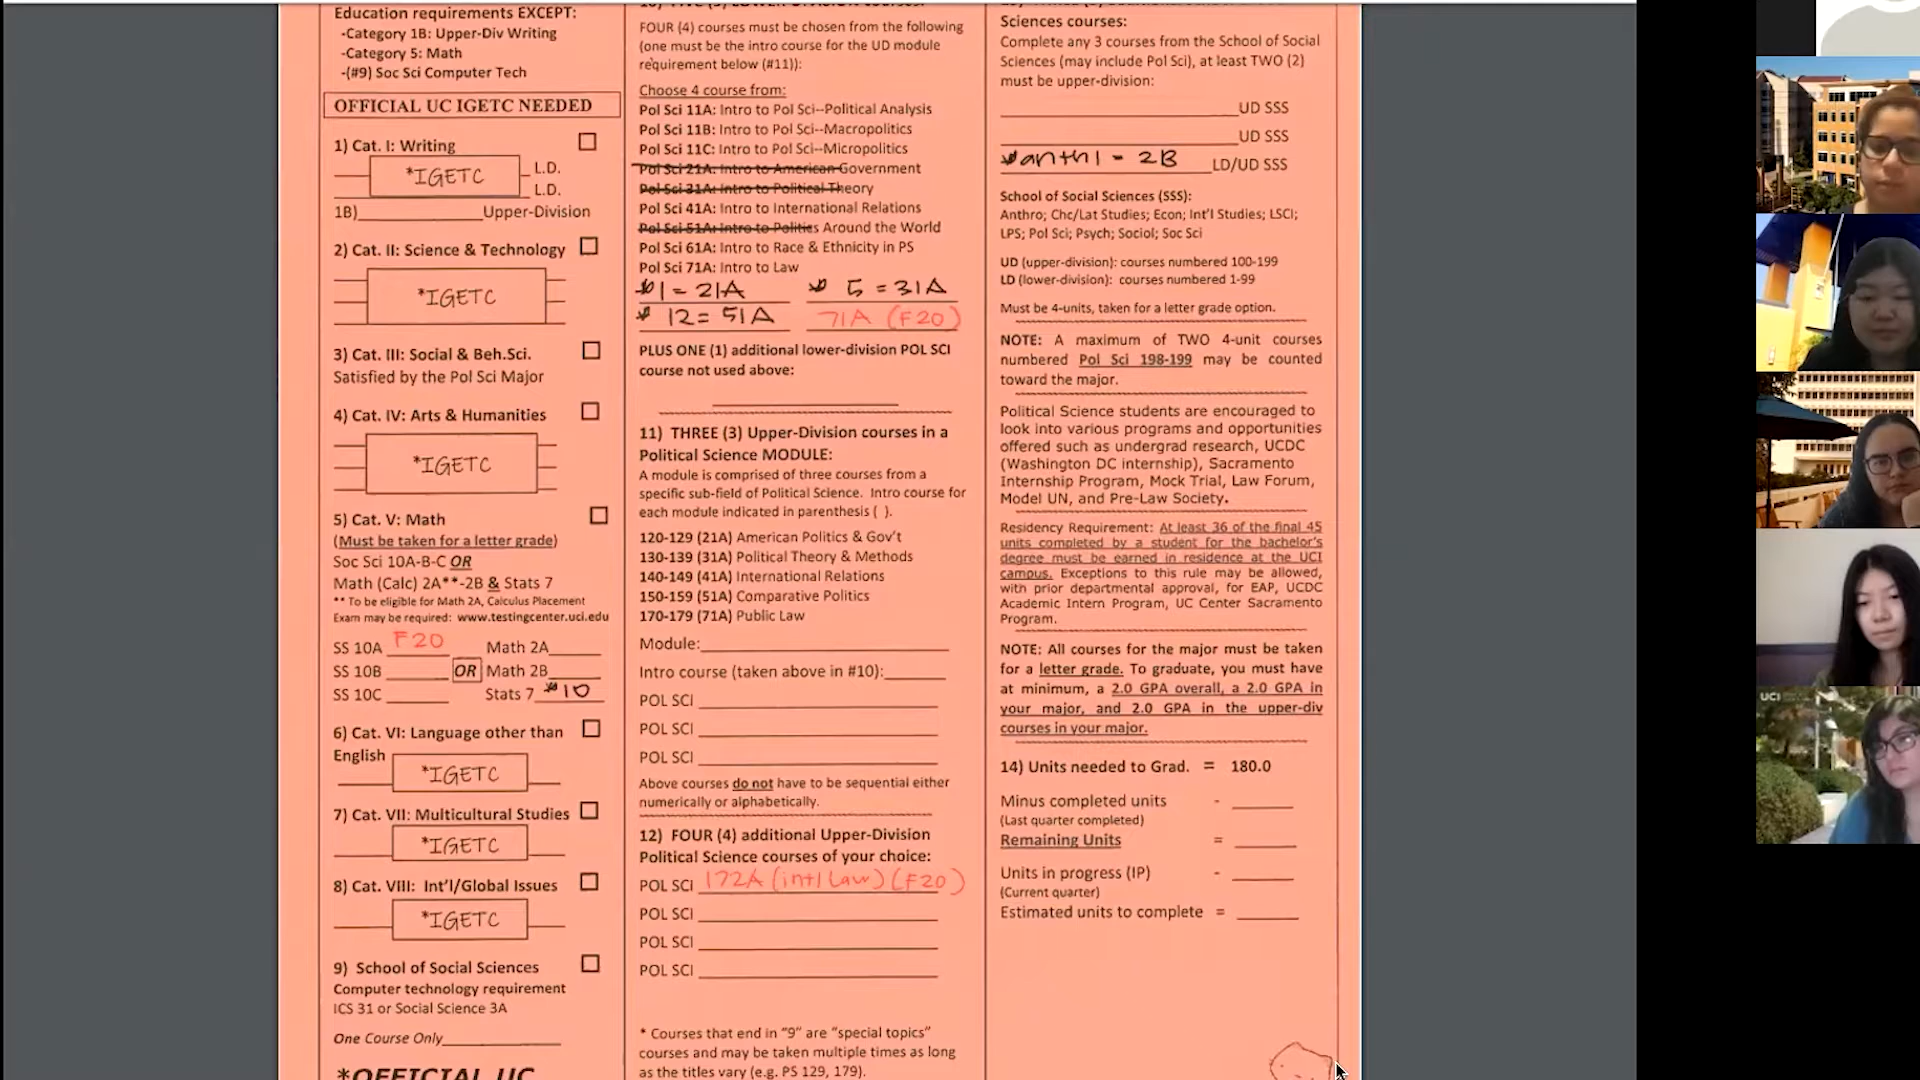 Education requirements EXCEPT:
-Category 1B: Upper-Div Writing
-Category 5: Math
-(#9) Soc Sci Computer Tech
OFFICIAL UC IGETC NEEDED
1) Cat. I: Writing
*IGETC
L.D.
L.D.
1B)______________Upper-Division
2) Cat. II: Science & Technology
*IGETC
3) Cat. III: Social & Beh.Sci.
Satisfied by the Pol Sci Major
4) Cat. IV: Arts & Humanities
*IGETC
5) Cat. V: Math
(Must be taken for a letter grade)
Soc Sci 10A-B-C OR
Math (Calc) 2A**-2B & Stats 7
** To be eligible for Math 2A, Calculus Placement
Exam may be required: www.testingcenter.uci.edu
SS 10A F20 Math 2A______
SS 10B ______ OR Math 2B______
SS 10C ______ Stats 7 *10
6) Cat. VI: Language other than
English
*IGETC
7) Cat. VII: Multicultural Studies
*IGETC
8) Cat. VIII: Int'l/Global Issues
*IGETC
9) School of Social Sciences
Computer technology requirement
ICS 31 or Social Science 3A
One Course Only______________
*OFFICIAL UC
FOUR (4) courses must be chosen from the following
(one must be the intro course for the UD module
requirement below (#11)):
Choose 4 course from:
Pol Sci 11A: Intro to Pol Sci--Political Analysis
Pol Sci 11B: Intro to Pol Sci--Macropolitics
Pol Sci 11C: Intro to Pol Sci--Micropolitics
Pol Sci 21A: Intro to American Government
Pol Sci 31A: Intro to Political Theory
Pol Sci 41A: Intro to International Relations
Pol Sci 51A: Intro to Politics Around the World
Pol Sci 61A: Intro to Race & Ethnicity in PS
Pol Sci 71A: Intro to Law
*1 = 21A * 5 = 31A
* 12 = 51A 71A (F20)
PLUS ONE (1) additional lower-division POL SCI
course not used above:
11) THREE (3) Upper-Division courses in a
Political Science MODULE:
A module is comprised of three courses from a
specific sub-field of Political Science. Intro course for
each module indicated in parenthesis ( ).
120-129 (21A) American Politics & Gov't
130-139 (31A) Political Theory & Methods
140-149 (41A) International Relations
150-159 (51A) Comparative Politics
170-179 (71A) Public Law
Module:______________
Intro course (taken above in #10):______
POL SCI ______________
POL SCI ______________
POL SCI ______________
Above courses do not have to be sequential either
numerically or alphabetically.
12) FOUR (4) additional Upper-Division
Political Science courses of your choice:
POL SCI 172A (intl Law) (F20)
POL SCI ______________
POL SCI ______________
POL SCI ______________
* Courses that end in "9" are "special topics"
courses and may be taken multiple times as long
as the titles vary (e.g. PS 129, 179).
Sciences courses:
Complete any 3 courses from the School of Social
Sciences (may include Pol Sci), at least TWO (2)
must be upper-division:
______________UD SSS
______________UD SSS
*anth 1 = 2B LD/UD SSS
School of Social Sciences (SSS):
Anthro; Chc/Lat Studies; Econ; Int'l Studies; LSCI;
LPS; Pol Sci; Psych; Sociol; Soc Sci
UD (upper-division): courses numbered 100-199
LD (lower-division): courses numbered 1-99
Must be 4-units, taken for a letter grade option.
NOTE: A maximum of TWO 4-unit courses
numbered Pol Sci 198-199 may be counted
toward the major.
Political Science students are encouraged to
look into various programs and opportunities
offered such as undergrad research, UCDC
(Washington DC internship), Sacramento
Internship Program, Mock Trial, Law Forum,
Model UN, and Pre-Law Society.
Residency Requirement: At least 36 of the final 45
units completed by a student for the bachelor's
degree must be earned in residence at the UCI
campus. Exceptions to this rule may be allowed,
with prior departmental approval, for EAP, UCDC
Academic Intern Program, UC Center Sacramento
Program.
NOTE: All courses for the major must be taken
for a letter grade. To graduate, you must have
at minimum, a 2.0 GPA overall, a 2.0 GPA in
your major, and 2.0 GPA in the upper-div
courses in your major.
14) Units needed to Grad. = 180.0
Minus completed units - ______
(Last quarter completed)
Remaining Units = ______
Units in progress (IP) - ______
(Current quarter)
Estimated units to complete = ______
UCI